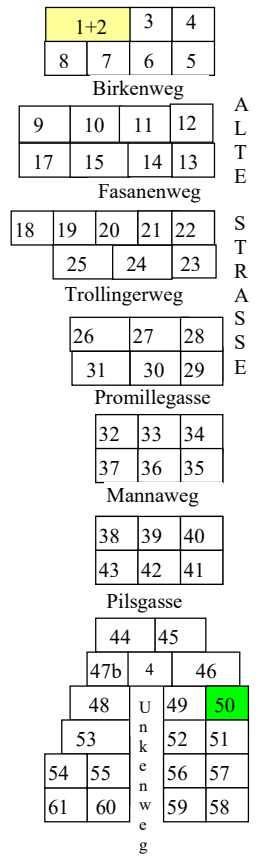 1+2 3 4
8 7 6 5
Birkenweg
9 10 11 12
17 15 14 13
Fasanenweg
18 19 20 21 22
25 24 23
Trollingerweg
26 27 28
31 30 29
Promillegasse
32 33 34
37 36 35
Mannaweg
38 39 40
43 42 41
Pilsgasse
44 45
47b 4 46
48 49 50
53 52 51
54 55 56 57
61 60 59 58
Unkenweg
ALTE STRASSE